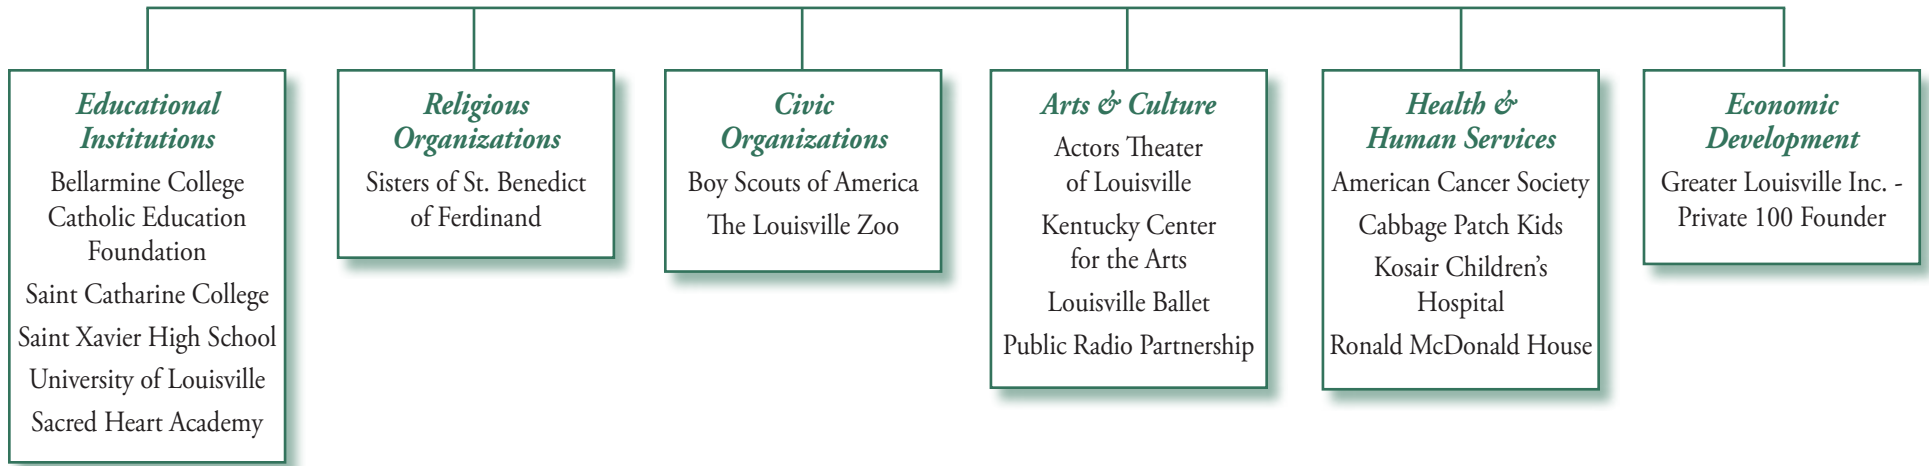 Educational
Institutions
Bellarmine College
Catholic Education
Foundation
Saint Catharine College
Saint Xavier High School
University of Louisville
Sacred Heart Academy
Religious
Organizations
Sisters of St. Benedict
of Ferdinand
Civic
Organizations
Boy Scouts of America
The Louisville Zoo
Arts & Culture
Actors Theater
of Louisville
Kentucky Center
for the Arts
Louisville Ballet
Public Radio Partnership
Health &
Human Services
American Cancer Society
Cabbage Patch Kids
Kosair Children’s
Hospital
Ronald McDonald House
Economic
Development
Greater Louisville Inc. -
Private 100 Founder